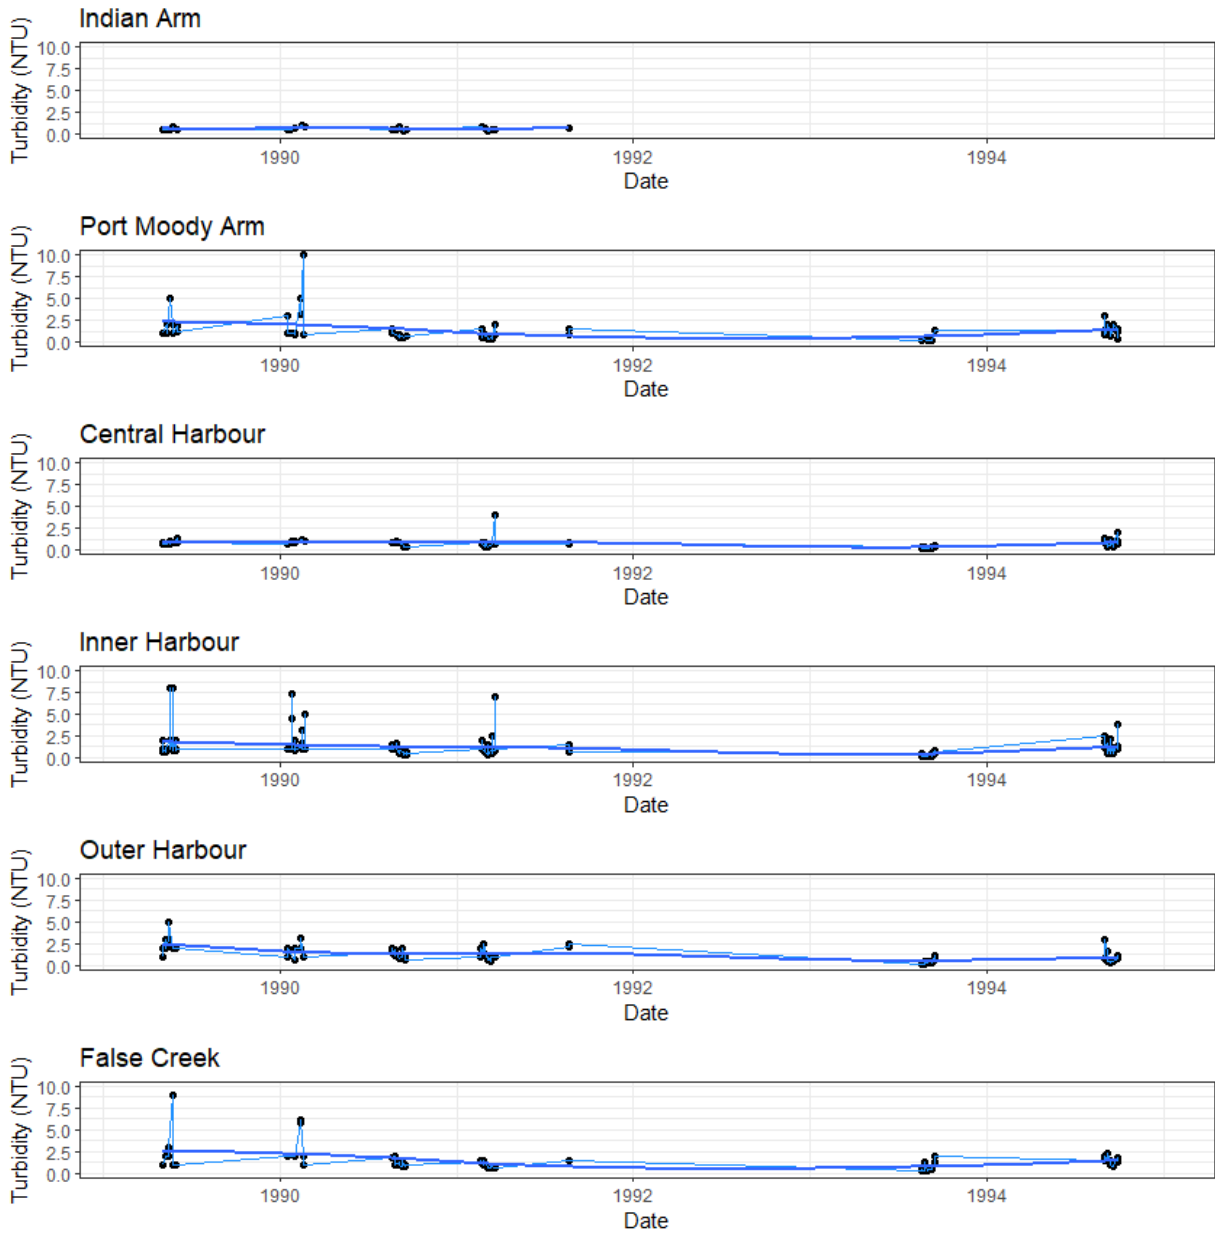 Indian Arm
Turbidity (NTU)
10.0
7.5
5.0
2.5
0.0
1990 1992 1994
Date
Port Moody Arm
Turbidity (NTU)
10.0
7.5
5.0
2.5
0.0
1990 1992 1994
Date
Central Harbour
Turbidity (NTU)
10.0
7.5
5.0
2.5
0.0
1990 1992 1994
Date
Inner Harbour
Turbidity (NTU)
10.0
7.5
5.0
2.5
0.0
1990 1992 1994
Date
Outer Harbour
Turbidity (NTU)
10.0
7.5
5.0
2.5
0.0
1990 1992 1994
Date
False Creek
Turbidity (NTU)
10.0
7.5
5.0
2.5
0.0
1990 1992 1994
Date